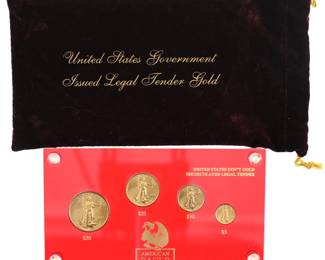 United States Government
Issued Legal Tender Gold
UNITED STATES GOV'T GOLD
UNCIRCULATED LEGAL TENDER
$25
$10
$5
$50
AMERICAN
EAGLE